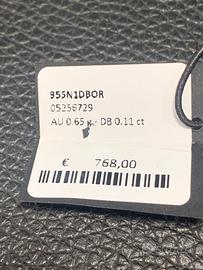 955N1DBOR
05256729
AU 0.65 g.- DB 0.11 ct
€ 768,00